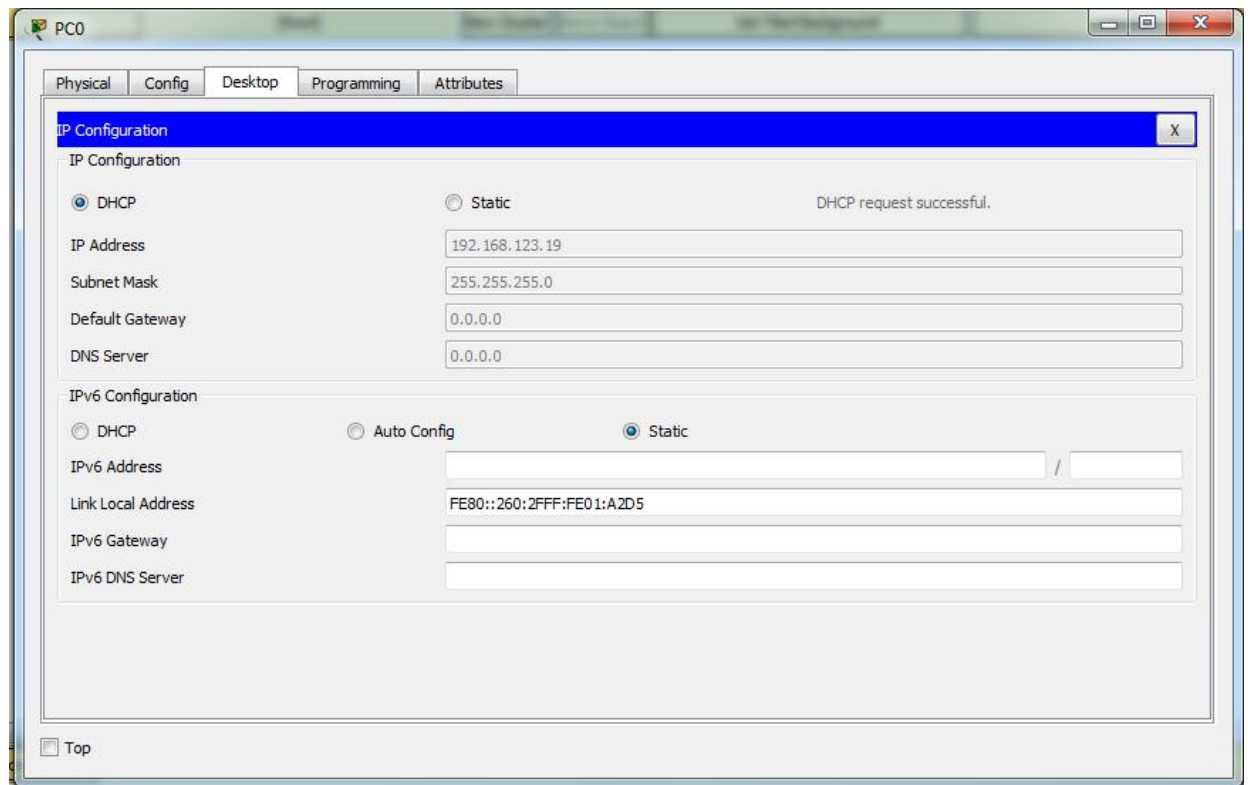 PC0
Physical Config Desktop Programming Attributes
IP Configuration X
IP Configuration
DHCP Static DHCP request successful.
IP Address 192.168.123.19
Subnet Mask 255.255.255.0
Default Gateway 0.0.0.0
DNS Server 0.0.0.0
IPv6 Configuration
DHCP Auto Config Static
IPv6 Address /
Link Local Address FE80::260:2FFF:FE01:A2D5
IPv6 Gateway
IPv6 DNS Server
Top